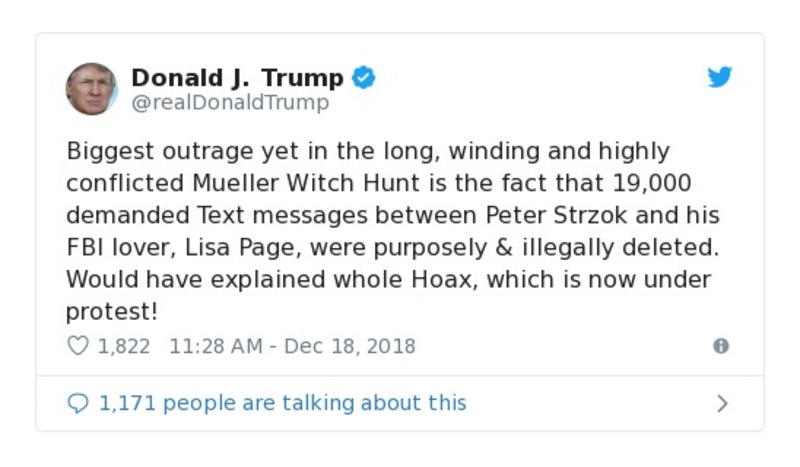 Donald J. Trump
@realDonaldTrump
Biggest outrage yet in the long, winding and highly
conflicted Mueller Witch Hunt is the fact that 19,000
demanded Text messages between Peter Strzok and his
FBI lover, Lisa Page, were purposely & illegally deleted.
Would have explained whole Hoax, which is now under
protest!
1,822 11:28 AM - Dec 18, 2018
1,171 people are talking about this